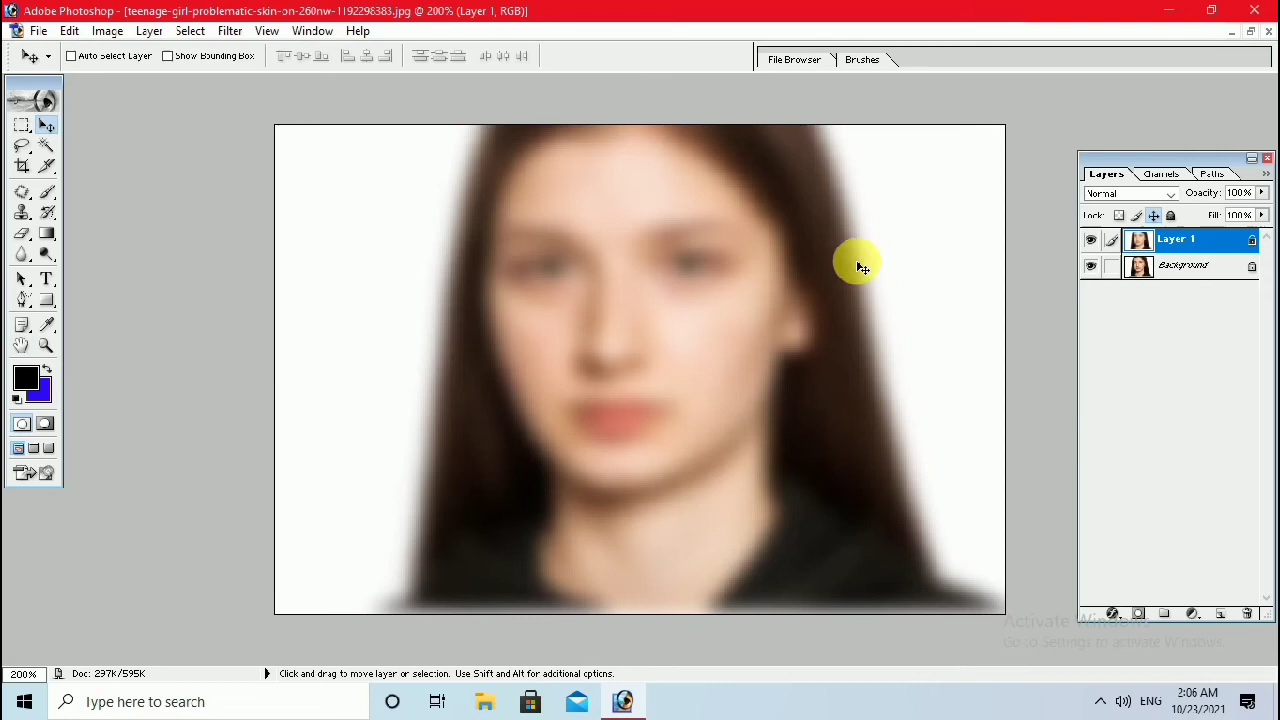 Adobe Photoshop - [teenage-girl-problematic-skin-on-260nw-1192298383.jpg @ 200% (Layer 1, RGB)]
File Edit Image Layer Select Filter View Window Help
Auto Select Layer Show Bounding Box File Browser Brushes
Layers Channels Paths
Normal Opacity: 100%
Lock: Fill: 100%
Layer 1
Background
T
Activate Windows
Go to Settings to activate Windows.
200% Doc: 297K/595K Click and drag to move layer or selection. Use Shift and Alt for additional options.
Type here to search ENG 2:06 AM
10/23/2021